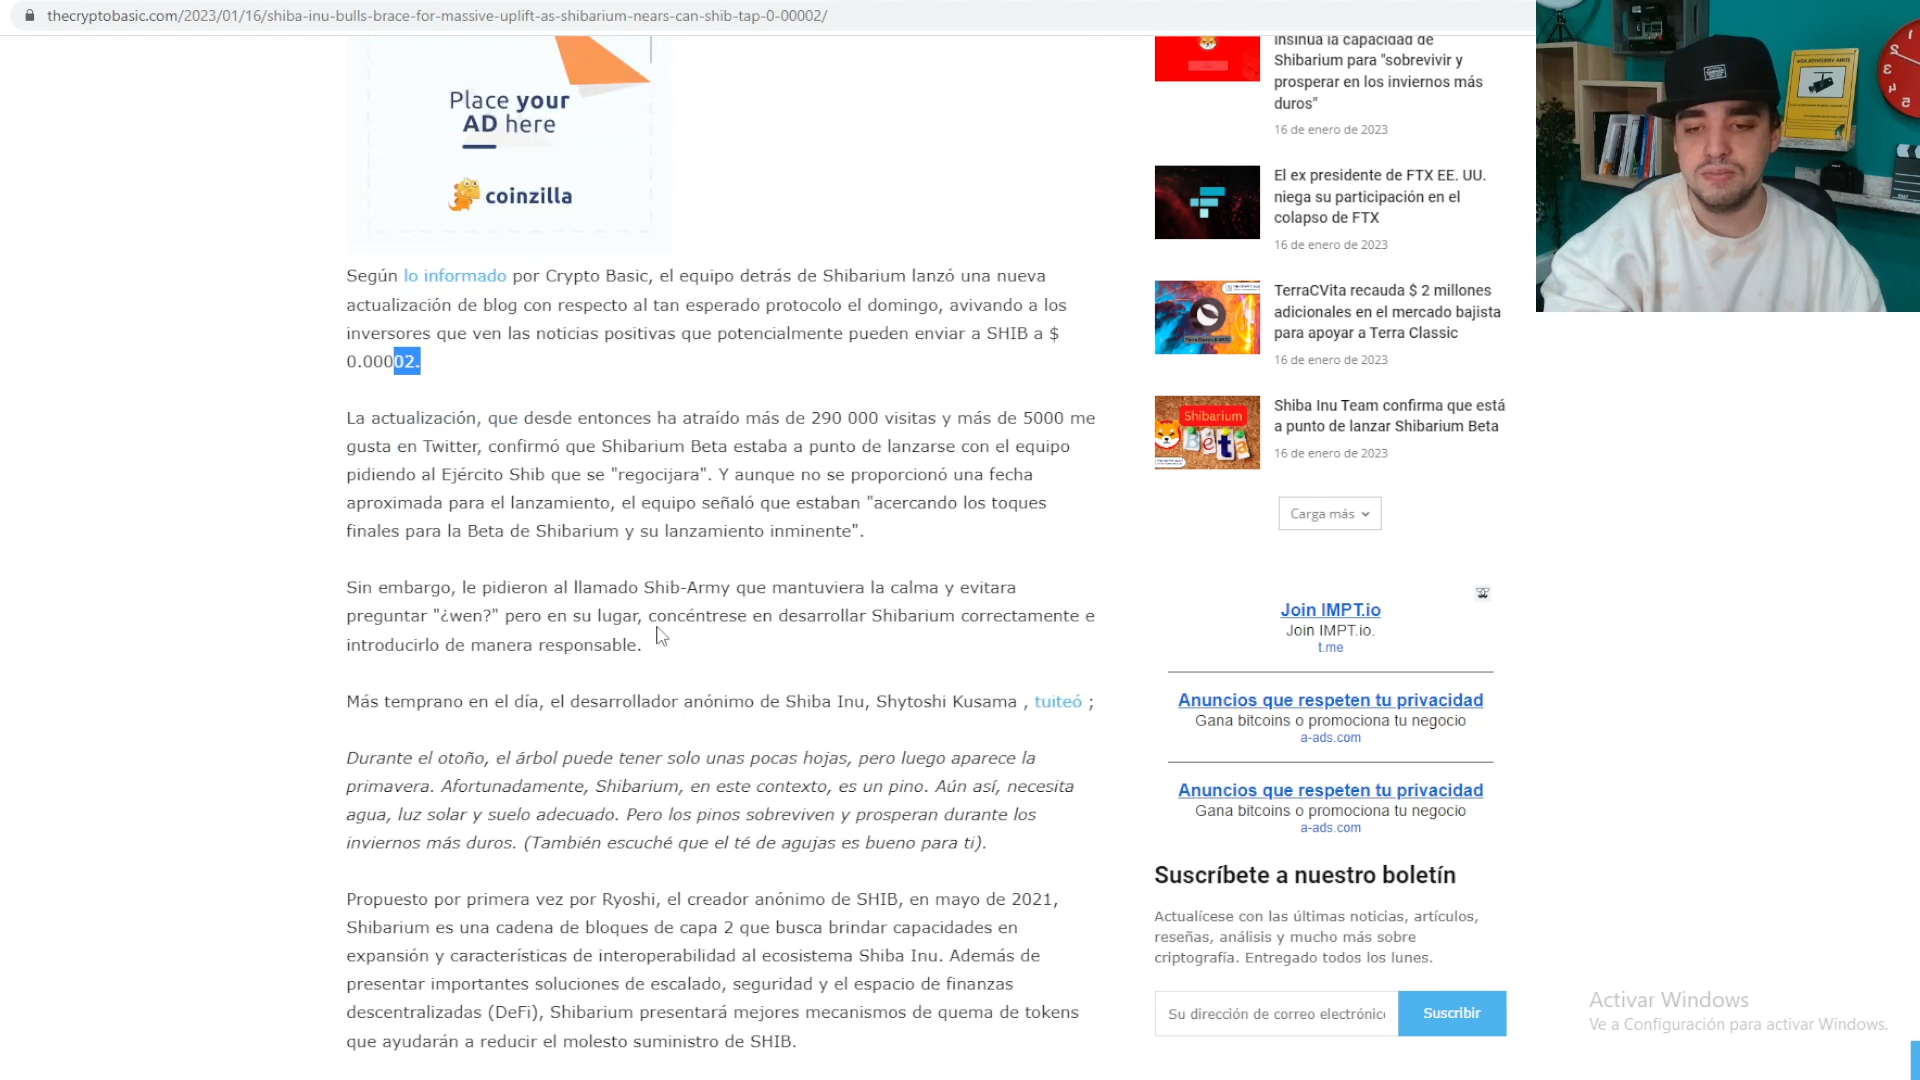 thecryptobasic.com/2023/01/16/shiba-inu-bulls-brace-for-massive-uplift-as-shibarium-nears-can-shib-tap-0-00002/
Place your
AD here
coinzilla
Según lo informado por Crypto Basic, el equipo detrás de Shibarium lanzó una nueva
actualización de blog con respecto al tan esperado protocolo el domingo, avivando a los
inversores que ven las noticias positivas que potencialmente pueden enviar a SHIB a $
0.00002.
La actualización, que desde entonces ha atraído más de 290 000 visitas y más de 5000 me
gusta en Twitter, confirmó que Shibarium Beta estaba a punto de lanzarse con el equipo
pidiendo al Ejército Shib que se "regocijara". Y aunque no se proporcionó una fecha
aproximada para el lanzamiento, el equipo señaló que estaban "acercando los toques
finales para la Beta de Shibarium y su lanzamiento inminente".
Sin embargo, le pidieron al llamado Shib-Army que mantuviera la calma y evitara
preguntar "¿wen?" pero en su lugar, concéntrese en desarrollar Shibarium correctamente e
introducirlo de manera responsable.
Más temprano en el día, el desarrollador anónimo de Shiba Inu, Shytoshi Kusama , tuiteó ;
Durante el otoño, el árbol puede tener solo unas pocas hojas, pero luego aparece la
primavera. Afortunadamente, Shibarium, en este contexto, es un pino. Aún así, necesita
agua, luz solar y suelo adecuado. Pero los pinos sobreviven y prosperan durante los
inviernos más duros. (También escuché que el té de agujas es bueno para ti).
Propuesto por primera vez por Ryoshi, el creador anónimo de SHIB, en mayo de 2021,
Shibarium es una cadena de bloques de capa 2 que busca brindar capacidades en
expansión y características de interoperabilidad al ecosistema Shiba Inu. Además de
presentar importantes soluciones de escalado, seguridad y el espacio de finanzas
descentralizadas (DeFi), Shibarium presentará mejores mecanismos de quema de tokens
que ayudarán a reducir el molesto suministro de SHIB.
insinúa la capacidad de
Shibarium para "sobrevivir y
prosperar en los inviernos más
duros"
16 de enero de 2023
El ex presidente de FTX EE. UU.
niega su participación en el
colapso de FTX
16 de enero de 2023
TerraCVita recauda $ 2 millones
adicionales en el mercado bajista
para apoyar a Terra Classic
16 de enero de 2023
Shibarium
Beta
Shiba Inu Team confirma que está
a punto de lanzar Shibarium Beta
16 de enero de 2023
Carga más
Join IMPT.io
Join IMPT.io.
t.me
Anuncios que respeten tu privacidad
Gana bitcoins o promociona tu negocio
a-ads.com
Anuncios que respeten tu privacidad
Gana bitcoins o promociona tu negocio
a-ads.com
Suscríbete a nuestro boletín
Actualícese con las últimas noticias, artículos,
reseñas, análisis y mucho más sobre
criptografía. Entregado todos los lunes.
Su dirección de correo electrónico
Suscribir
Activar Windows
Ve a Configuración para activar Windows.